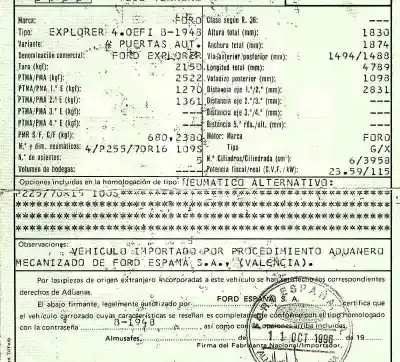 Marca: FORD Clase según R. 38: ---
Tipo: EXPLORER 4.0EFI B-1948 Altura total (mm): 1830
Variante: # PUERTAS AUT. Anchura total (mm): 1874
Denominación comercial: FORD EXPLORER Vía anterior/posterior (mm): 1494/1488
Tara (kgf): 2150 Longitud total (mm): 4789
PTMA/PMA (kgf): 2522 Voladizo posterior (mm): 1098
PTMA/PMA 1.º E (kgf): 1270 Distancia eje 1.º/2.º (mm): 2831
PTMA/PMA 2.º E (kgf): 1361 Distancia eje 2.º/3.º (mm): ---
PTMA/PMA 3.º E (kgf): --- Distancia eje 3.º/4.º (mm): ---
PTMA/PMA 4.º E (kgf): --- Distancia 5.ª rda./ult. (mm): ---
PMR S.F. C/F (kgf): 680,2380 Motor: Marca FORD
N.º y dim. neumáticos: 4/P255/70R16 109S Tipo G/X
N.º de asientos: 5 N.º Cilindros/Cilindrada (cm³): 6/3958
Volumen de bodegas: --- Potencia fiscal/real (C.V.F./kW): 23.59/115
Opciones incluidas en la homologación de tipo: NEUMATICO ALTERNATIVO:
P225/70R15 100S
Observaciones:
VEHICULO IMPORTADO POR PROCEDIMIENTO ADUANERO
MECANIZADO DE FORD ESPAÑA S.A., (VALENCIA).
Por las piezas de origen extranjero incorporadas a este vehículo se han satisfecho los correspondientes
derechos de Aduanas.
FORD ESPAÑA S. A.
El abajo firmante, legalmente autorizado por certifica que
el vehículo carrozado cuyas características se reseñan es completamente conforme con el tipo homologado
con la contraseña B-1948, así como con las opciones arriba incluidas.
Almusafes, 11 OCT 1996 de 19
Firma del Fabricante Nacional/Importador.